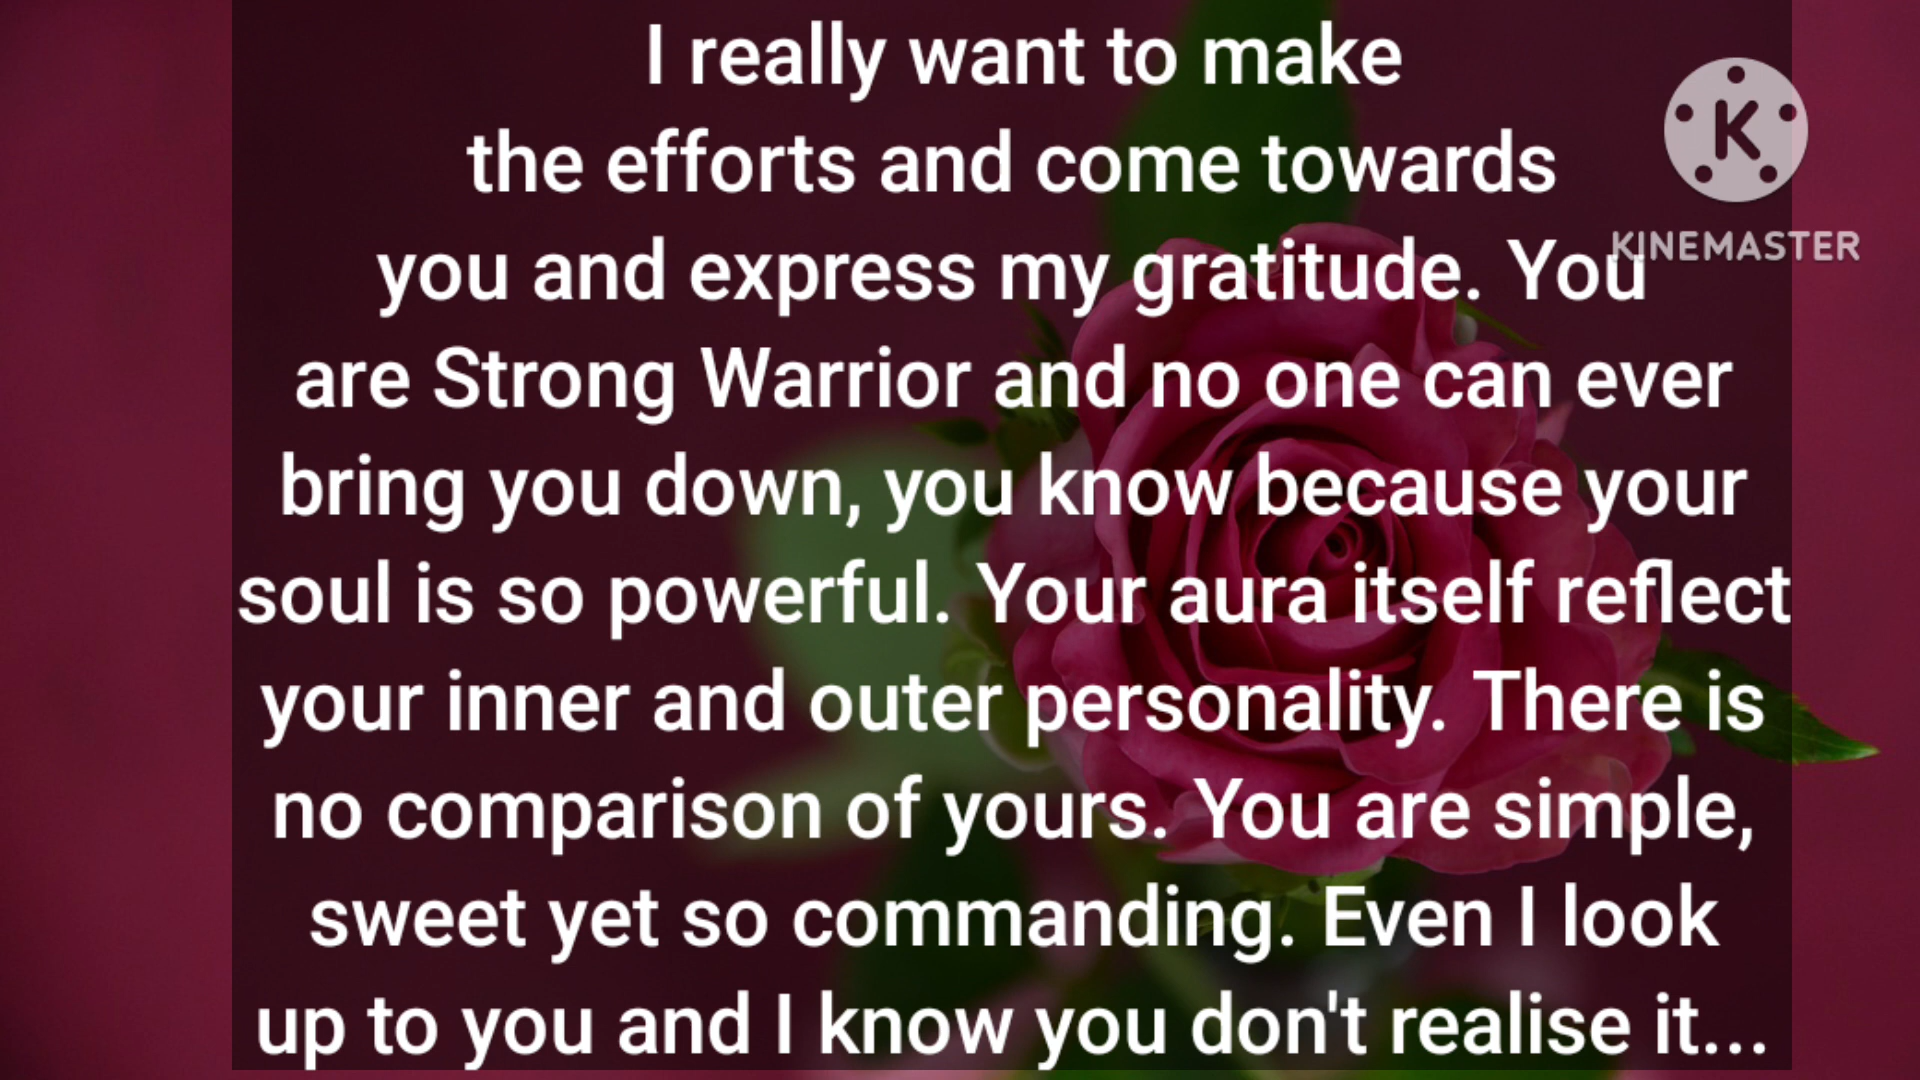 I really want to make
the efforts and come towards
you and express my gratitude. You
are Strong Warrior and no one can ever
bring you down, you know because your
soul is so powerful. Your aura itself reflect
your inner and outer personality. There is
no comparison of yours. You are simple,
sweet yet so commanding. Even I look
up to you and I know you don't realise it...
K
KINEMASTER